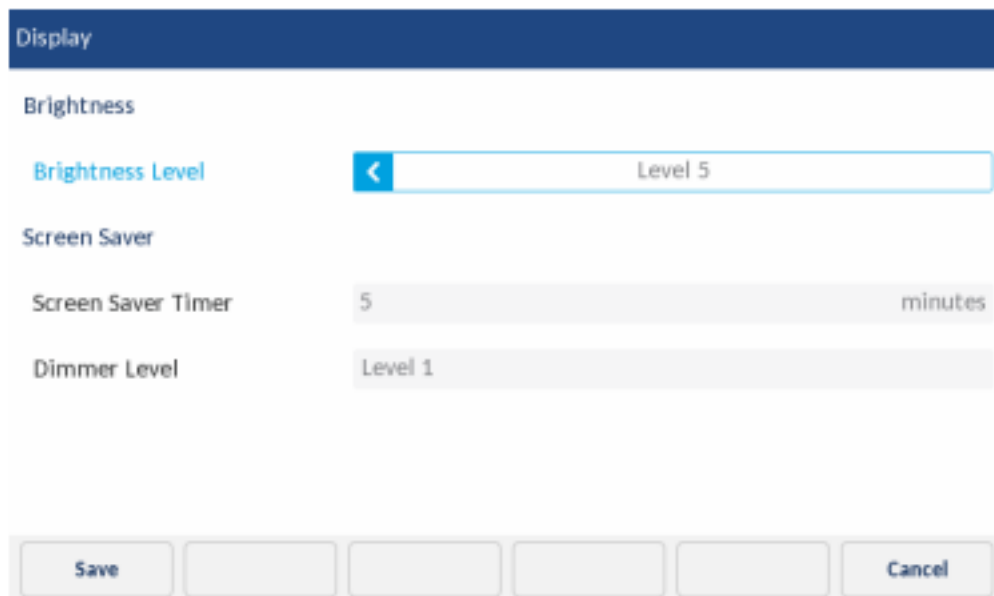 Display
Brightness
Brightness Level Level 5
Screen Saver
Screen Saver Timer 5 minutes
Dimmer Level Level 1
Save Cancel